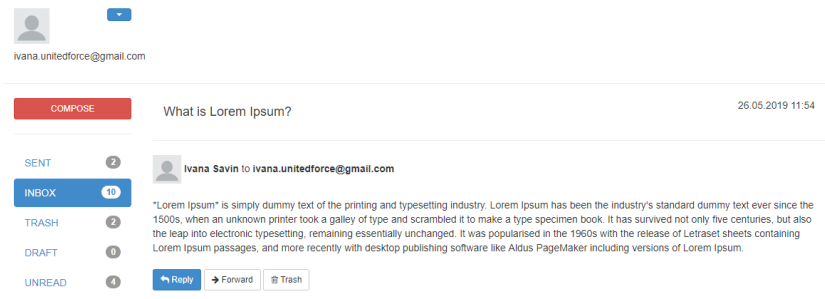 ivana.unitedforce@gmail.com
COMPOSE
What is Lorem Ipsum?
26.05.2019 11:54
SENT 2
INBOX 10
TRASH 2
DRAFT 0
UNREAD 4
Ivana Savin to ivana.unitedforce@gmail.com
"Lorem Ipsum" is simply dummy text of the printing and typesetting industry. Lorem Ipsum has been the industry's standard dummy text ever since the
1500s, when an unknown printer took a galley of type and scrambled it to make a type specimen book. It has survived not only five centuries, but also
the leap into electronic typesetting, remaining essentially unchanged. It was popularised in the 1960s with the release of Letraset sheets containing
Lorem Ipsum passages, and more recently with desktop publishing software like Aldus PageMaker including versions of Lorem Ipsum.
Reply Forward Trash